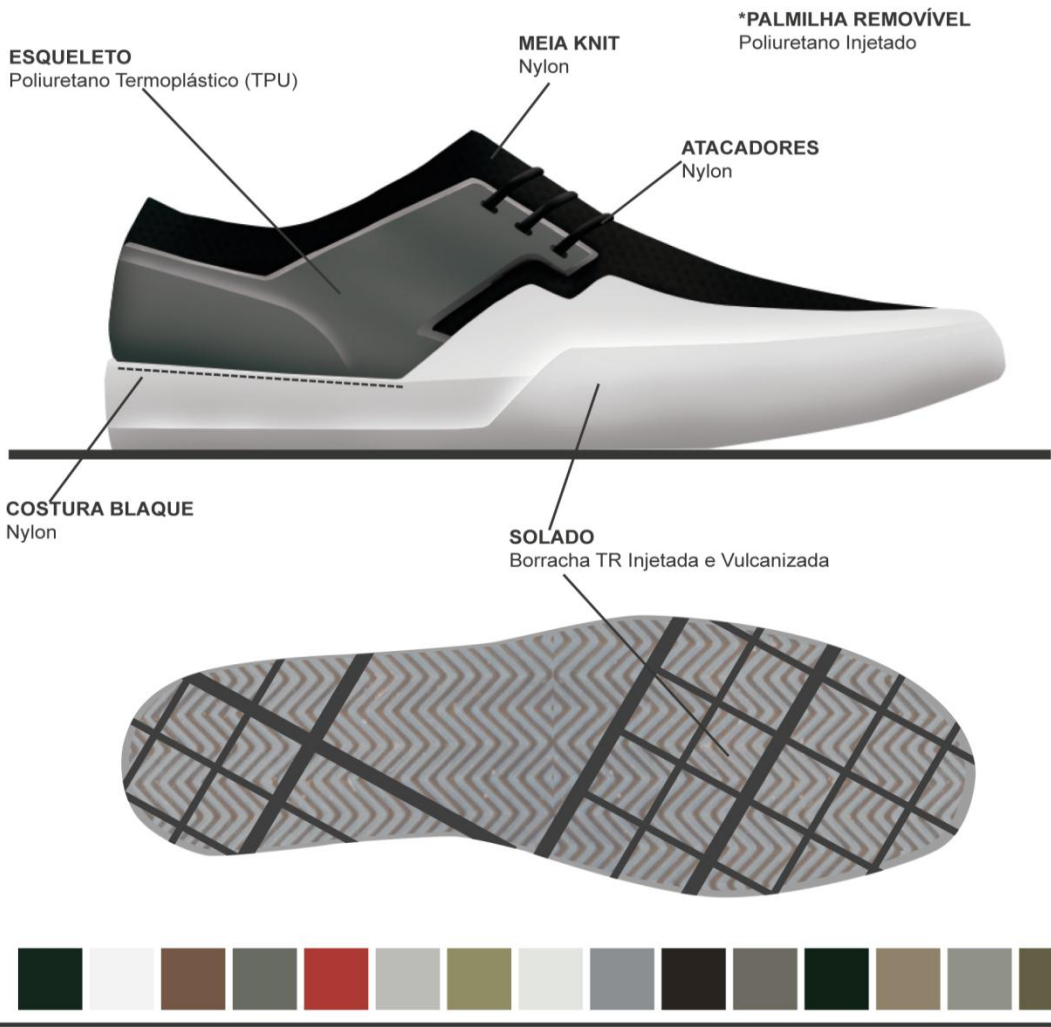 *PALMILHA REMOVÍVEL
Poliuretano Injetado
MEIA KNIT
Nylon
ESQUELETO
Poliuretano Termoplástico (TPU)
ATACADORES
Nylon
COSTURA BLAQUE
Nylon
SOLADO
Borracha TR Injetada e Vulcanizada